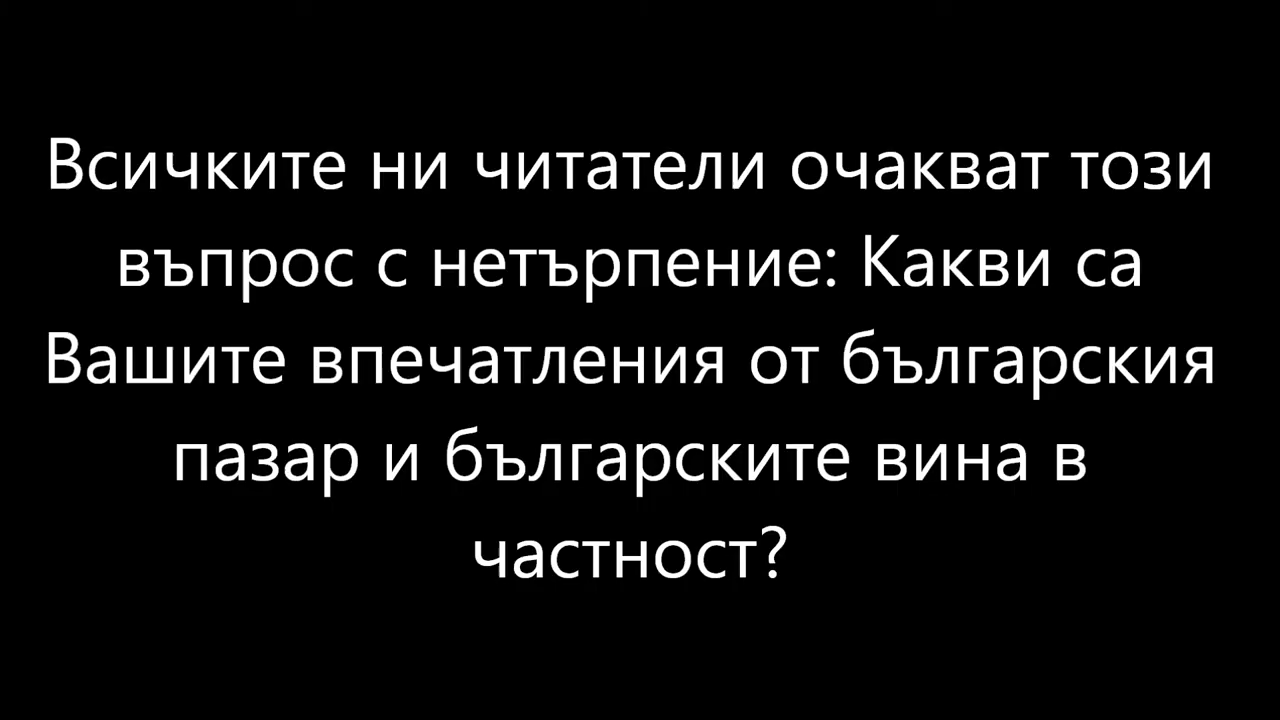 Всичките ни читатели очакват този
въпрос с нетърпение: Какви са
Вашите впечатления от българския
пазар и българските вина в
частност?